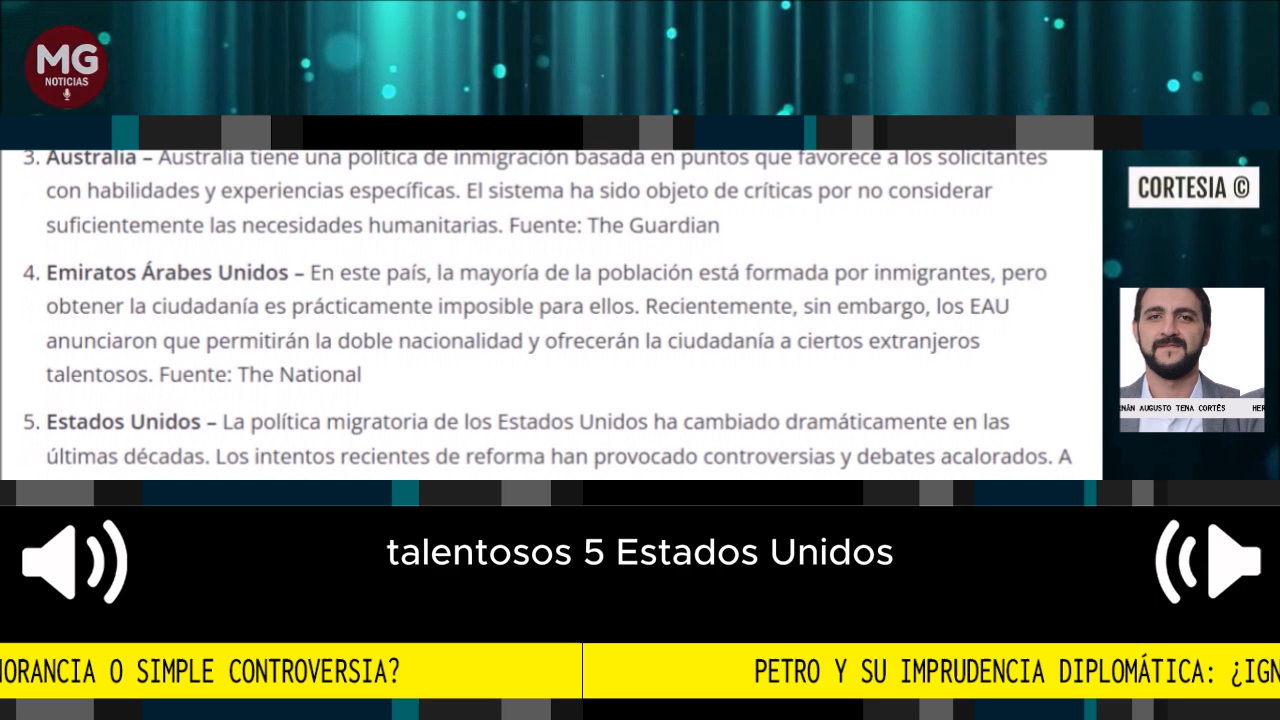 MG
NOTICIAS
3. Australia – Australia tiene una política de inmigración basada en puntos que favorece a los solicitantes
con habilidades y experiencias específicas. El sistema ha sido objeto de críticas por no considerar
suficientemente las necesidades humanitarias. Fuente: The Guardian
CORTESIA ©
4. Emiratos Árabes Unidos – En este país, la mayoría de la población está formada por inmigrantes, pero
obtener la ciudadanía es prácticamente imposible para ellos. Recientemente, sin embargo, los EAU
anunciaron que permitirán la doble nacionalidad y ofrecerán la ciudadanía a ciertos extranjeros
talentosos. Fuente: The National
NÁN AUGUSTO TENA CORTÉS HER
5. Estados Unidos – La política migratoria de los Estados Unidos ha cambiado dramáticamente en las
últimas décadas. Los intentos recientes de reforma han provocado controversias y debates acalorados. A
talentosos 5 Estados Unidos
NORANCIA O SIMPLE CONTROVERSIA? PETRO Y SU IMPRUDENCIA DIPLOMÁTICA: ¿IGN